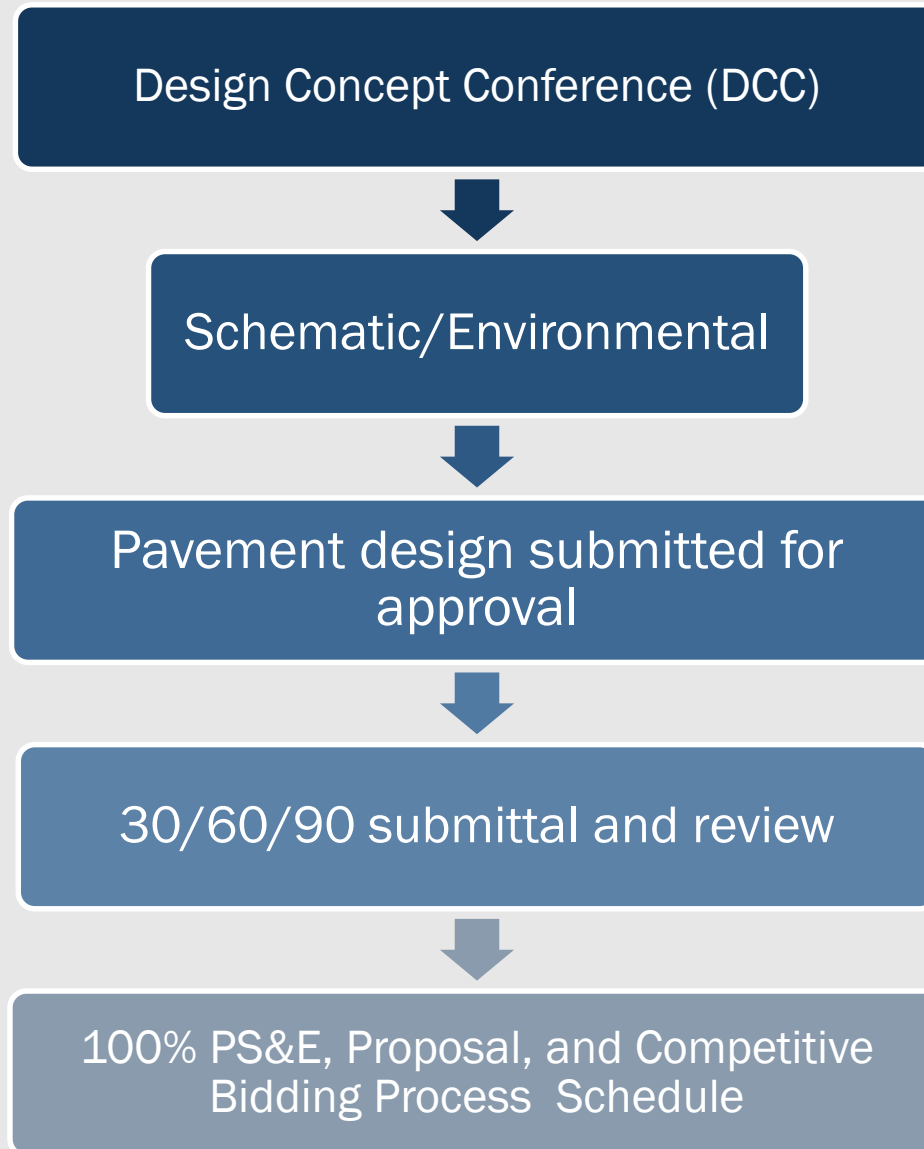 Design Concept Conference (DCC)
Schematic/Environmental
Pavement design submitted for
approval
30/60/90 submittal and review
100% PS&E, Proposal, and Competitive
Bidding Process  Schedule